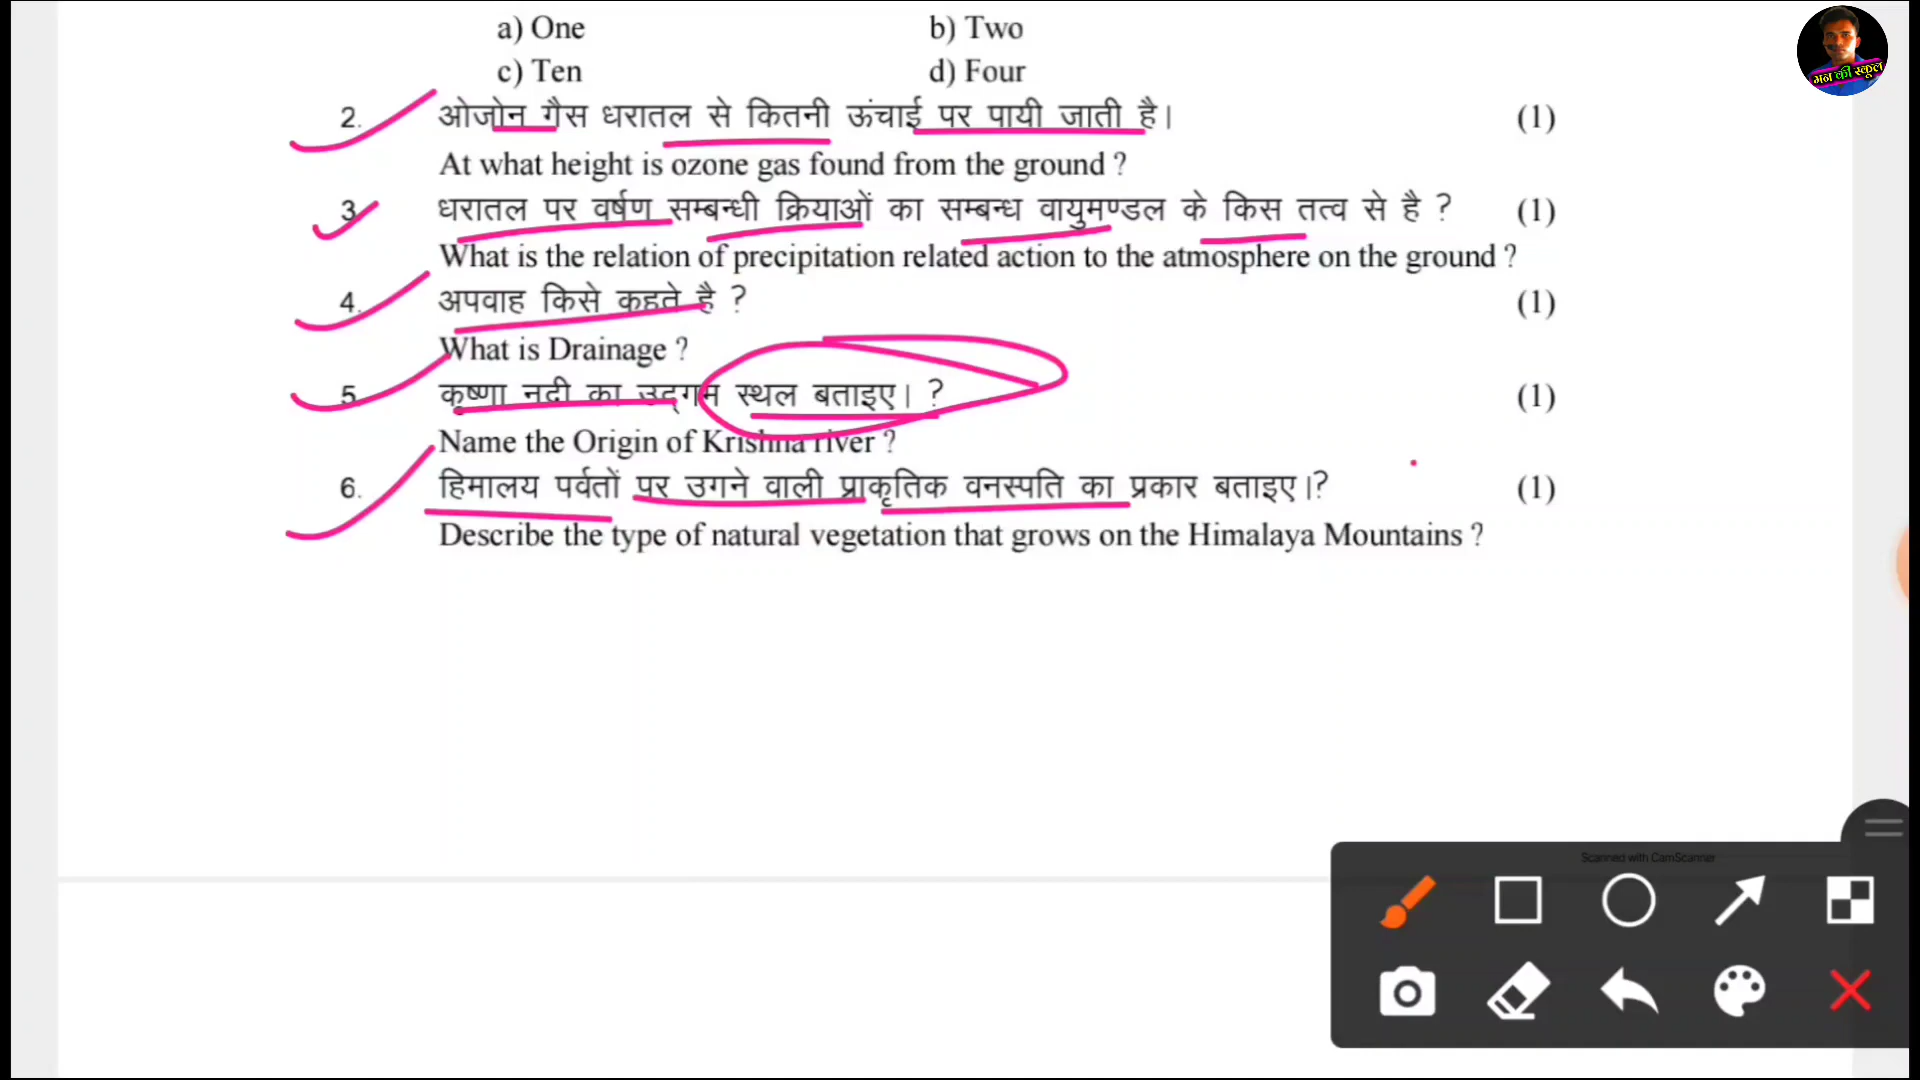 a) One b) Two
c) Ten d) Four
2. ओजोन गैस धरातल से कितनी ऊंचाई पर पायी जाती है। (1)
At what height is ozone gas found from the ground ?
3. धरातल पर वर्षण सम्बन्धी क्रियाओं का सम्बन्ध वायुमण्डल के किस तत्व से है ? (1)
What is the relation of precipitation related action to the atmosphere on the ground ?
4. अपवाह किसे कहते है ? (1)
What is Drainage ?
5. कृष्णा नदी का उद्गम स्थल बताइए। ? (1)
Name the Origin of Krishna river ?
6. हिमालय पर्वतों पर उगने वाली प्राकृतिक वनस्पति का प्रकार बताइए।? (1)
Describe the type of natural vegetation that grows on the Himalaya Mountains ?
मन की स्कूल
Scanned with CamScanner